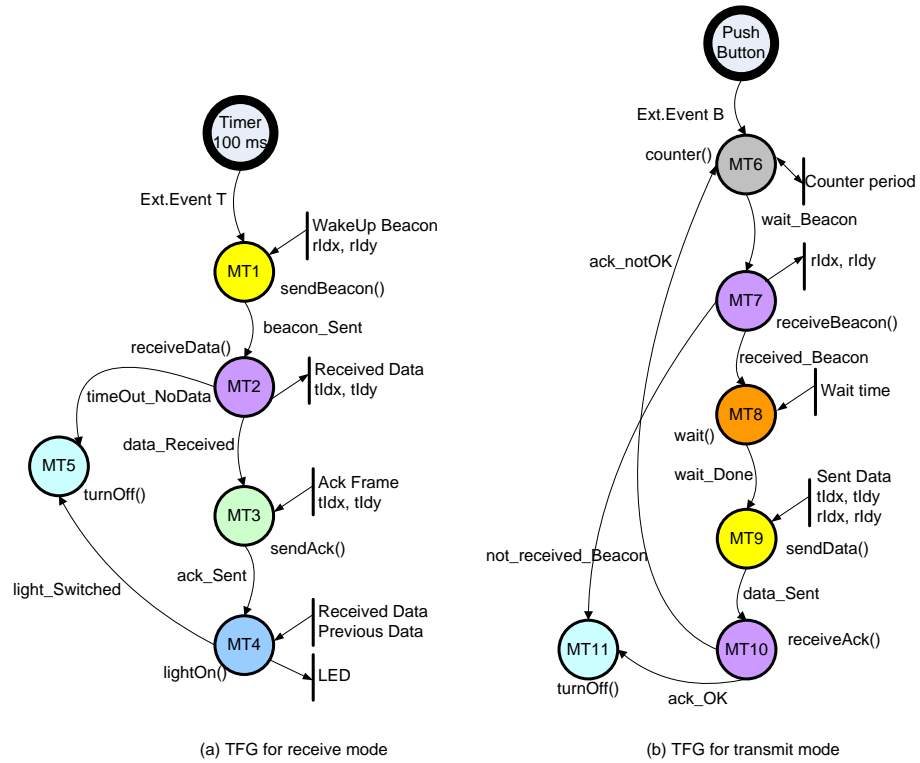 Timer
100 ms
Ext.Event T
WakeUp Beacon
rIdx, rIdy
MT1
sendBeacon()
beacon_Sent
receiveData()
MT2
Received Data
tIdx, tIdy
timeOut_NoData
data_Received
MT5
turnOff()
Ack Frame
tIdx, tIdy
MT3
sendAck()
ack_Sent
light_Switched
Received Data
Previous Data
MT4
lightOn()
LED
(a) TFG for receive mode
Push
Button
Ext.Event B
counter()
MT6
Counter period
wait_Beacon
ack_notOK
rIdx, rIdy
MT7
receiveBeacon()
received_Beacon
Wait time
MT8
wait()
wait_Done
Sent Data
tIdx, tIdy
rIdx, rIdy
MT9
sendData()
not_received_Beacon
data_Sent
MT10
receiveAck()
MT11
turnOff()
ack_OK
(b) TFG for transmit mode